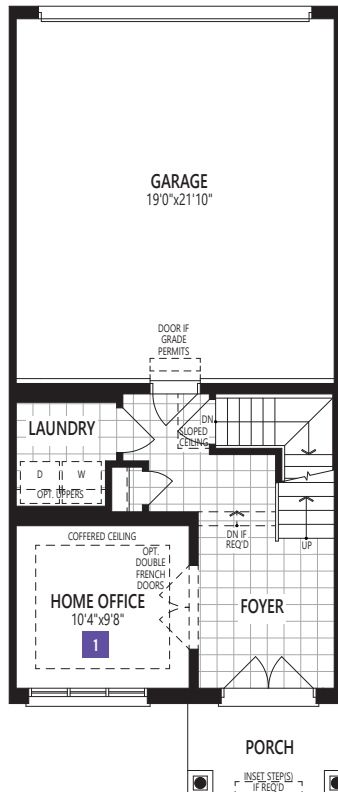 GARAGE
19'0"x21'10"
DOOR IF
GRADE
PERMITS
DN
SLOPED
CEILING
LAUNDRY
D W
OPT. UPPERS
COFFERED CEILING
OPT.
DOUBLE
FRENCH
DOORS
DN IF
REQ'D
UP
HOME OFFICE
10'4"x9'8"
1
FOYER
PORCH
INSET STEP(S)
IF REQ'D